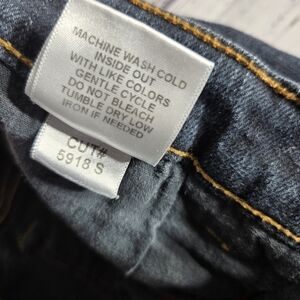 MACHINE WASH COLD
INSIDE OUT
WITH LIKE COLORS
GENTLE CYCLE
DO NOT BLEACH
TUMBLE DRY LOW
IRON IF NEEDED
CUT#
5918 S